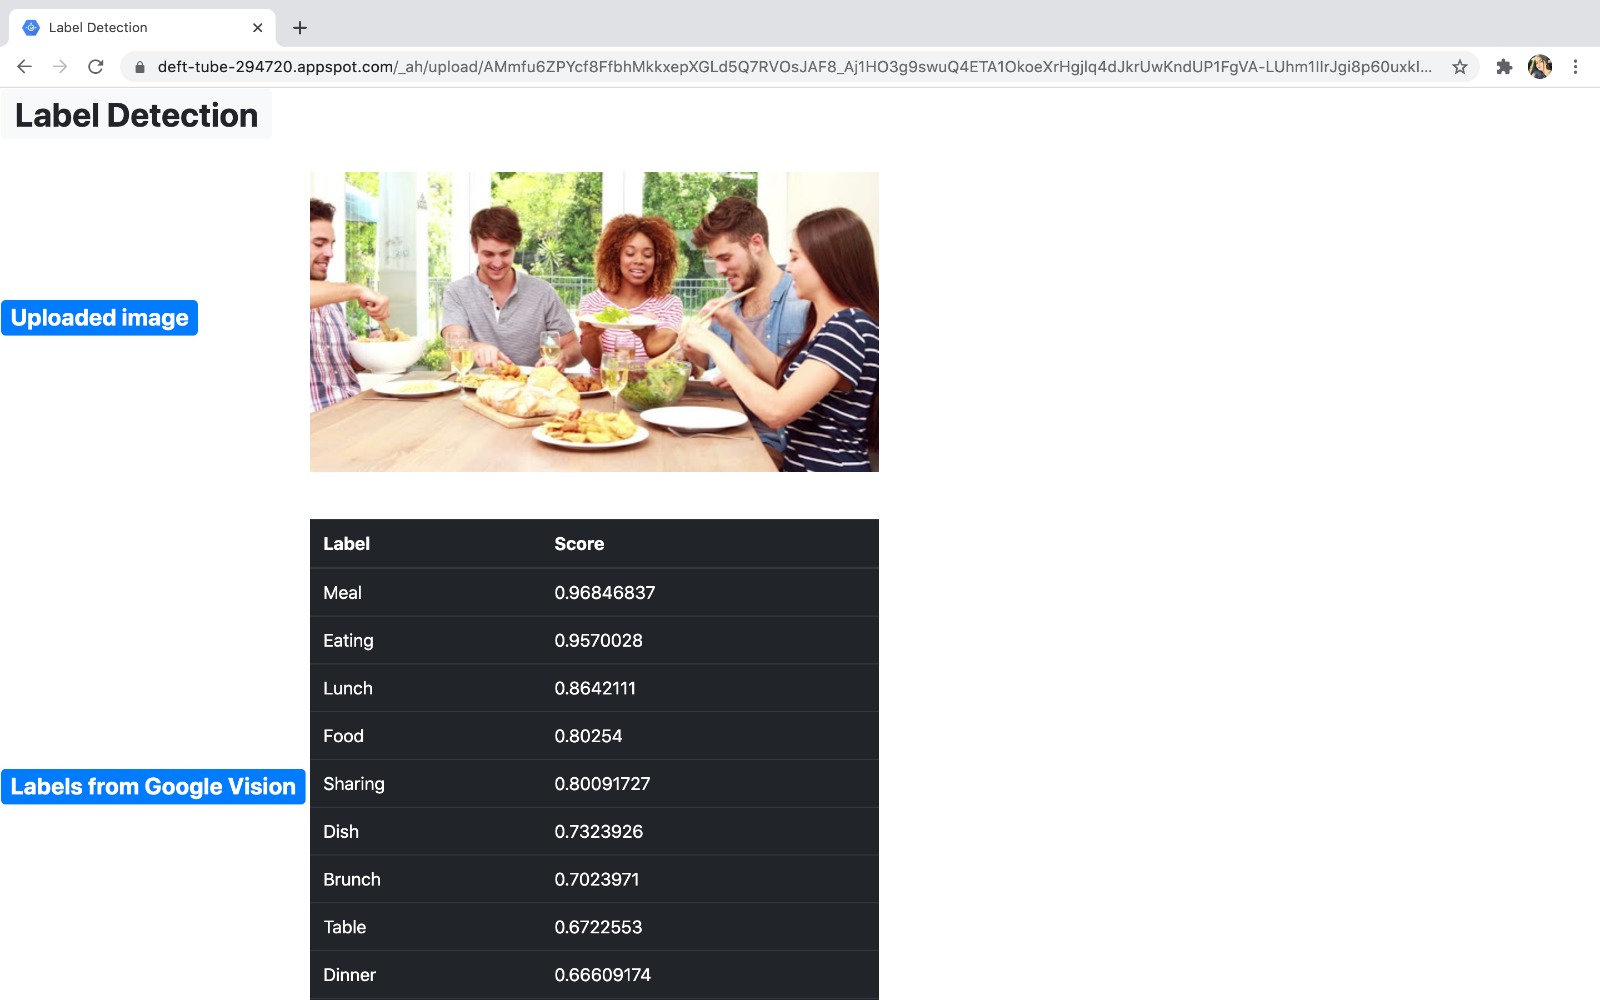 Label Detection
deft-tube-294720.appspot.com/_ah/upload/AMmfu6ZPYcf8FfbhMkkxepXGLd5Q7RVOsJAF8_Aj1HO3g9swuQ4ETA1OkoeXrHgjlq4dJkrUwKndUP1FgVA-LUhm1lIrJgi8p60uxkI...
Label Detection
Uploaded image
Label Score
Meal 0.96846837
Eating 0.9570028
Lunch 0.8642111
Food 0.80254
Labels from Google Vision
Sharing 0.80091727
Dish 0.7323926
Brunch 0.7023971
Table 0.6722553
Dinner 0.66609174